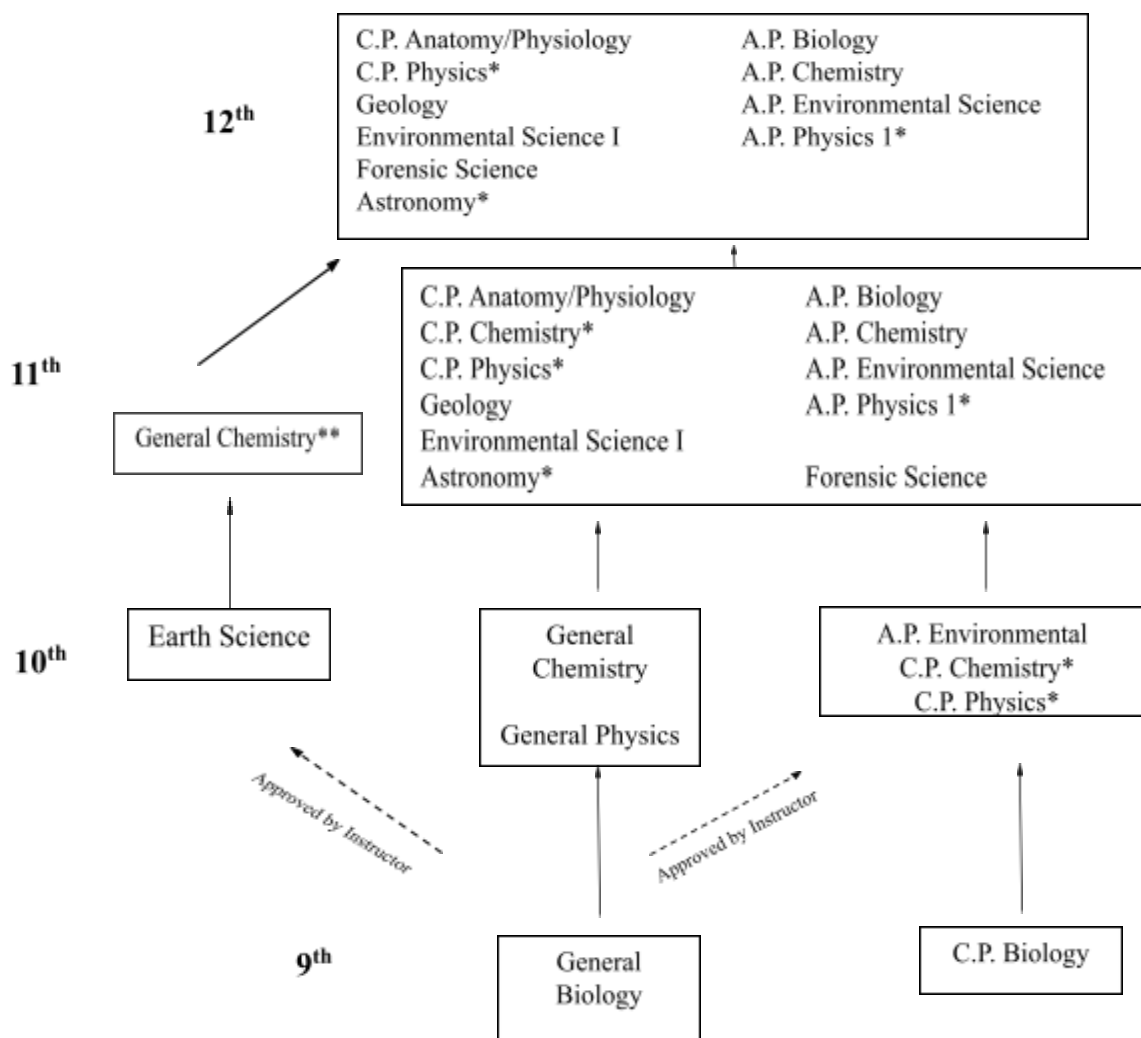 12th
C.P. Anatomy/Physiology
C.P. Physics*
Geology
Environmental Science I
Forensic Science
Astronomy*
A.P. Biology
A.P. Chemistry
A.P. Environmental Science
A.P. Physics 1*
11th
General Chemistry**
C.P. Anatomy/Physiology
C.P. Chemistry*
C.P. Physics*
Geology
Environmental Science I
Astronomy*
A.P. Biology
A.P. Chemistry
A.P. Environmental Science
A.P. Physics 1*
Forensic Science
10th
Earth Science
General
Chemistry
General Physics
A.P. Environmental
C.P. Chemistry*
C.P. Physics*
Approved by Instructor
Approved by Instructor
9th
General
Biology
C.P. Biology